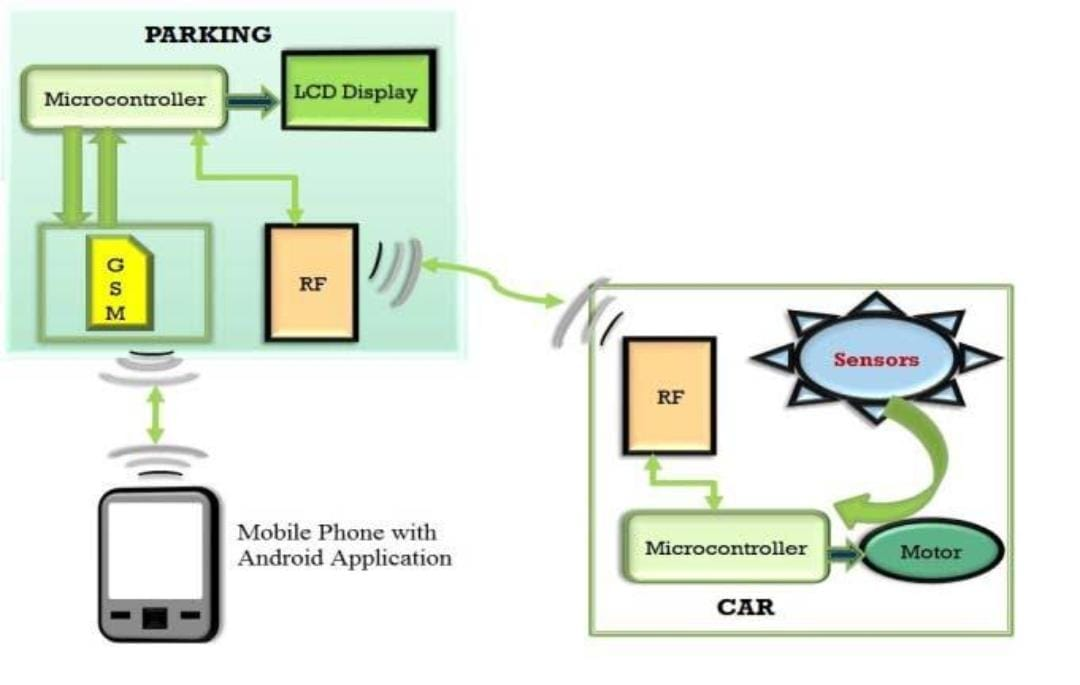 PARKING
Microcontroller
LCD Display
G
S
M
RF
RF
Sensors
Mobile Phone with
Android Application
Microcontroller
Motor
CAR